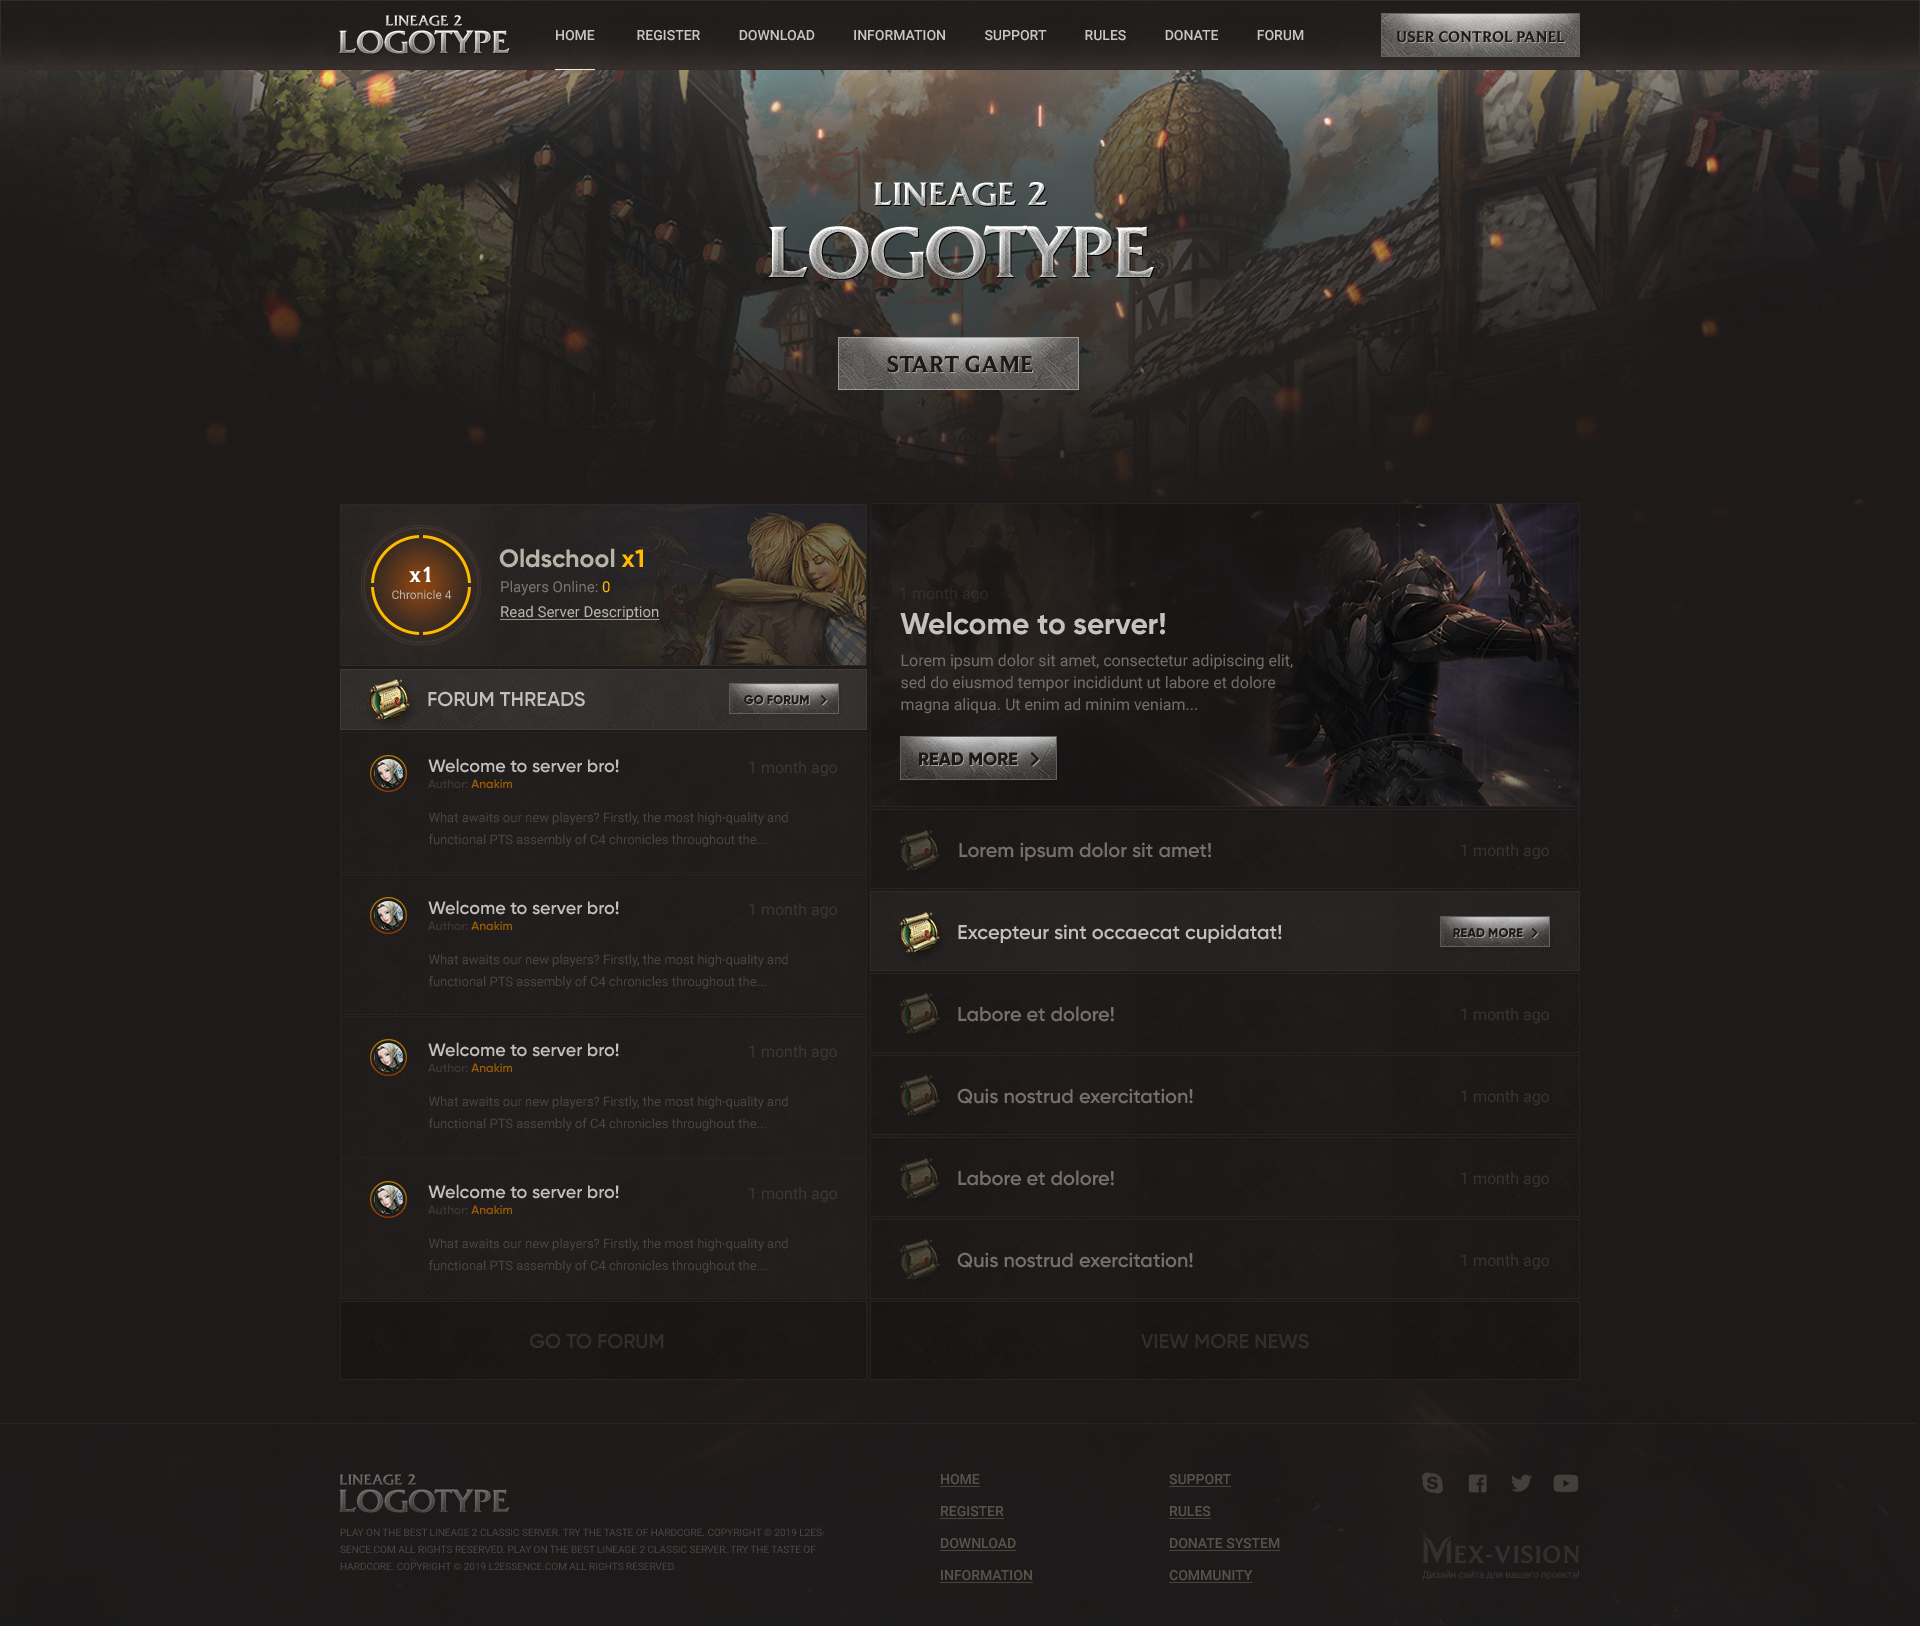 LINEAGE 2
LOGOTYPE
HOME
REGISTER
DOWNLOAD
INFORMATION
SUPPORT
RULES
DONATE
FORUM
USER CONTROL PANEL
LINEAGE 2
LOGOTYPE
START GAME
x1
Chronicle 4
Oldschool x1
Players Online: 0
Read Server Description
FORUM THREADS
GO FORUM
Welcome to server bro!
1 month ago
Author: Anakim
What awaits our new players? Firstly, the most high-quality and
functional PTS assembly of C4 chronicles throughout the...
Welcome to server bro!
1 month ago
Author: Anakim
What awaits our new players? Firstly, the most high-quality and
functional PTS assembly of C4 chronicles throughout the...
Welcome to server bro!
1 month ago
Author: Anakim
What awaits our new players? Firstly, the most high-quality and
functional PTS assembly of C4 chronicles throughout the...
Welcome to server bro!
1 month ago
Author: Anakim
What awaits our new players? Firstly, the most high-quality and
functional PTS assembly of C4 chronicles throughout the...
GO TO FORUM
1 month ago
Welcome to server!
Lorem ipsum dolor sit amet, consectetur adipiscing elit,
sed do eiusmod tempor incididunt ut labore et dolore
magna aliqua. Ut enim ad minim veniam...
READ MORE
Lorem ipsum dolor sit amet!
1 month ago
Excepteur sint occaecat cupidatat!
READ MORE
Labore et dolore!
1 month ago
Quis nostrud exercitation!
1 month ago
Labore et dolore!
1 month ago
Quis nostrud exercitation!
1 month ago
VIEW MORE NEWS
LINEAGE 2
LOGOTYPE
PLAY ON THE BEST LINEAGE 2 CLASSIC SERVER. TRY THE TASTE OF HARDCORE. COPYRIGHT © 2019 L2ES-
SENCE.COM ALL RIGHTS RESERVED. PLAY ON THE BEST LINEAGE 2 CLASSIC SERVER. TRY THE TASTE OF
HARDCORE. COPYRIGHT © 2019 L2ESSENCE.COM ALL RIGHTS RESERVED.
HOME
REGISTER
DOWNLOAD
INFORMATION
SUPPORT
RULES
DONATE SYSTEM
COMMUNITY
MEX-VISION
Дизайн сайта для вашего проекта!